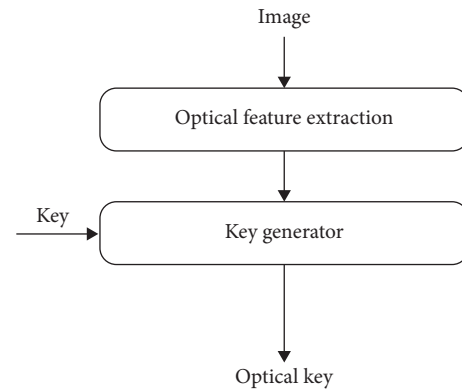 Image
Optical feature extraction
Key
Key generator
Optical key